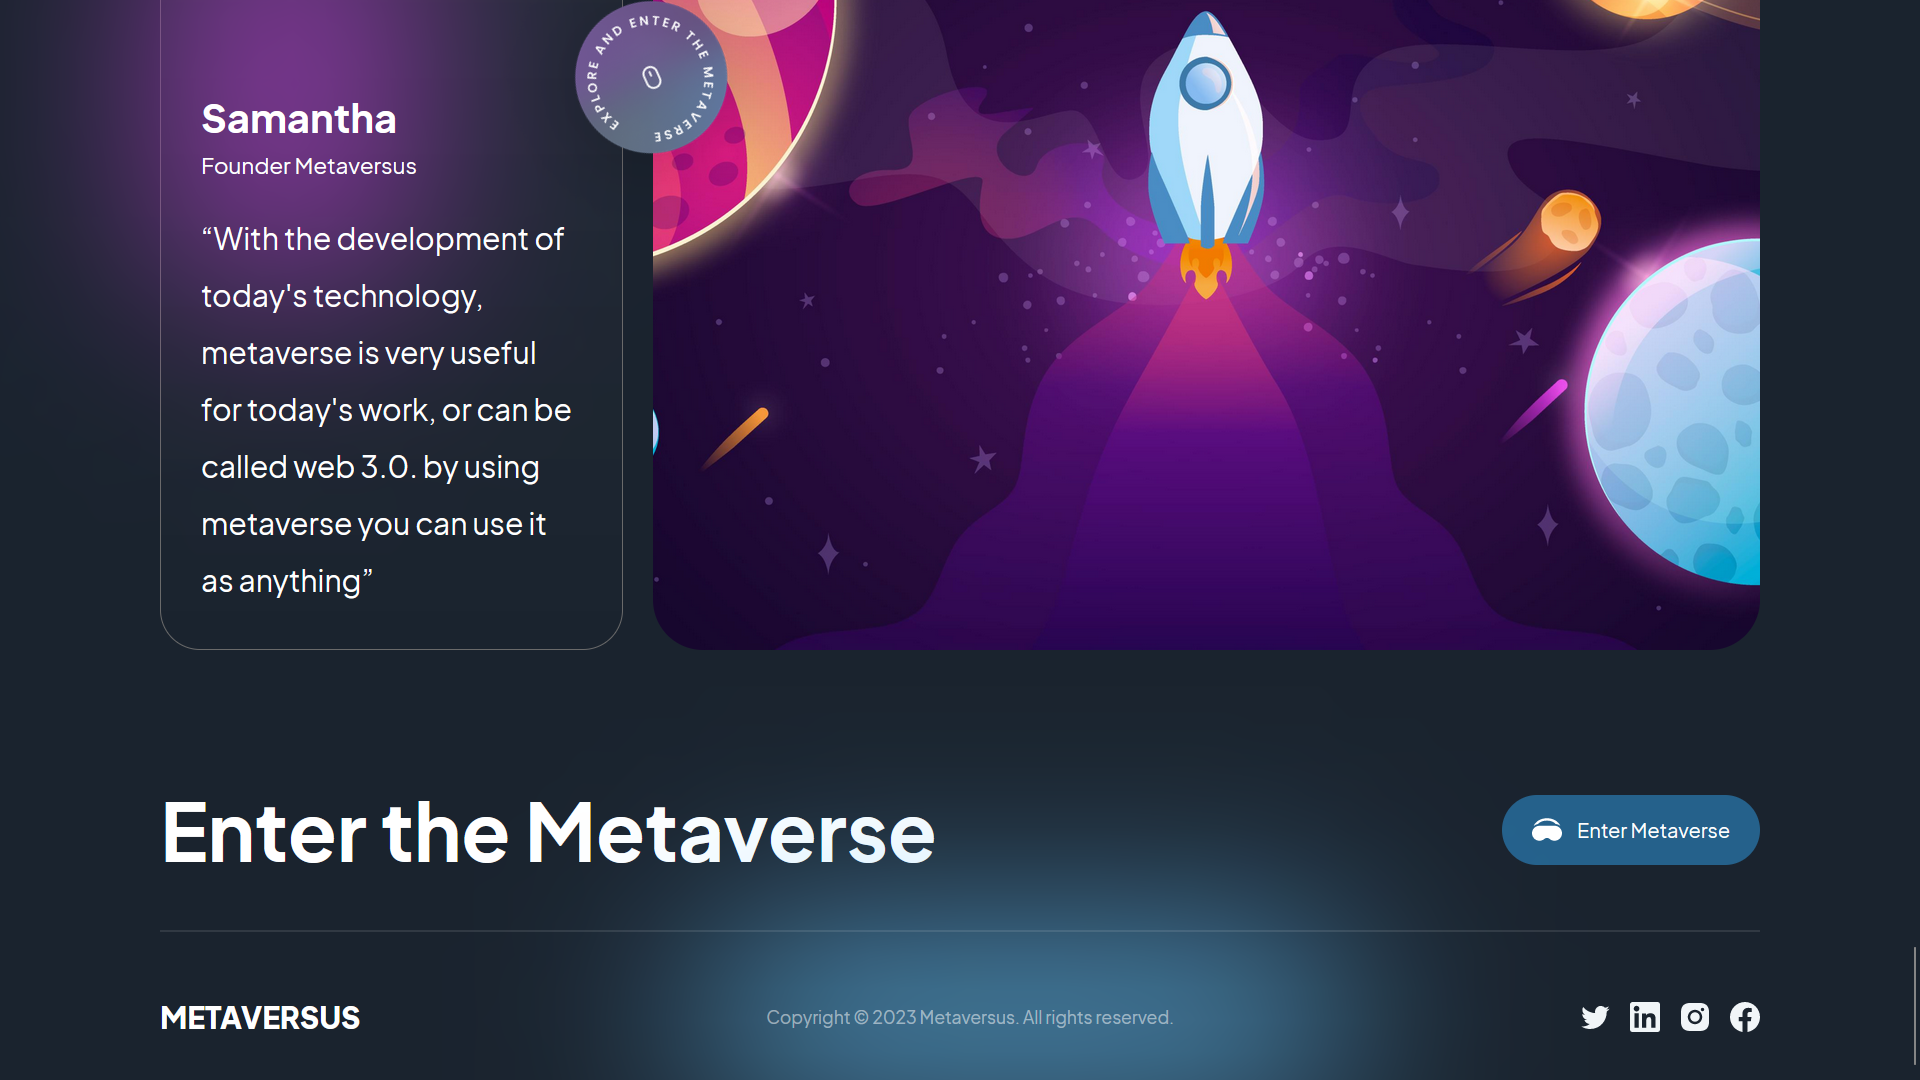 EXPLORE AND ENTER THE METAVERSE
Samantha
Founder Metaversus
“With the development of
today's technology,
metaverse is very useful
for today's work, or can be
called web 3.0. by using
metaverse you can use it
as anything”
Enter the Metaverse
Enter Metaverse
METAVERSUS
Copyright © 2023 Metaversus. All rights reserved.